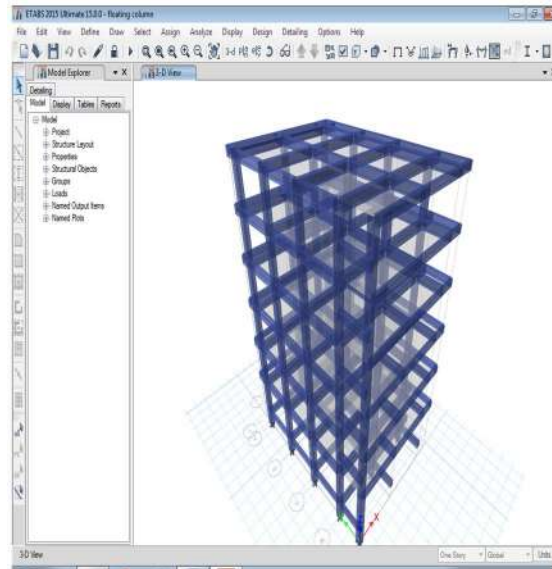 ETABS 2015 Ultimate 15.0.0 - floating column
File Edit View Define Draw Select Assign Analyze Display Design Detailing Options Help
Model Explorer
3-D View
Detailing
Model Display Tables Reports
Model
Project
Structure Layout
Properties
Structural Objects
Groups
Loads
Named Output Items
Named Plots
X
3-D View
One Story
Global
Units